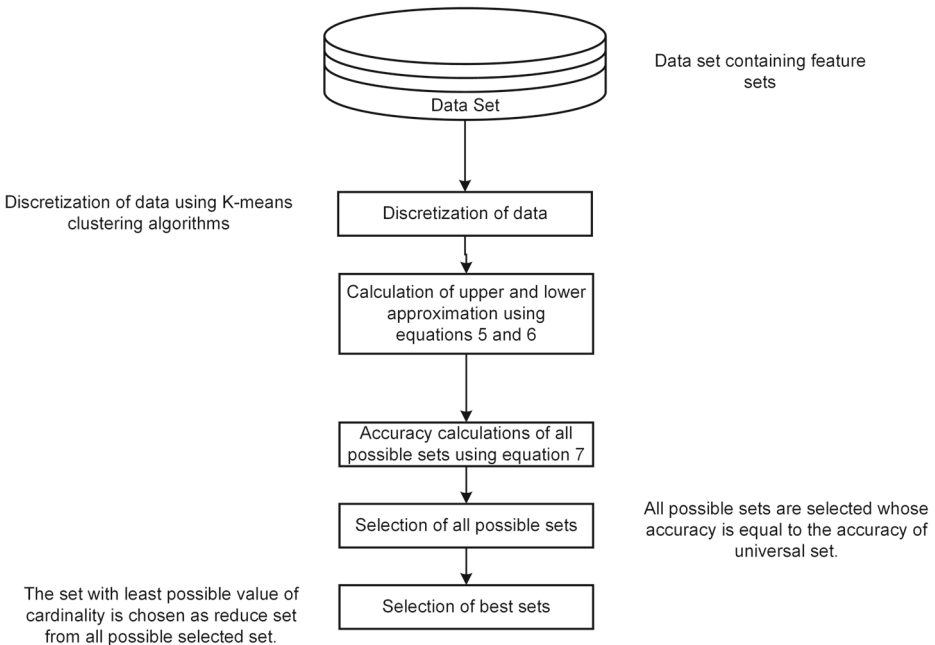 Data Set
Data set containing feature
sets
Discretization of data using K-means
clustering algorithms
Discretization of data
Calculation of upper and lower
approximation using
equations 5 and 6
Accuracy calculations of all
possible sets using equation 7
Selection of all possible sets
All possible sets are selected whose
accuracy is equal to the accuracy of
universal set.
The set with least possible value of
cardinality is chosen as reduce set
from all possible selected set.
Selection of best sets